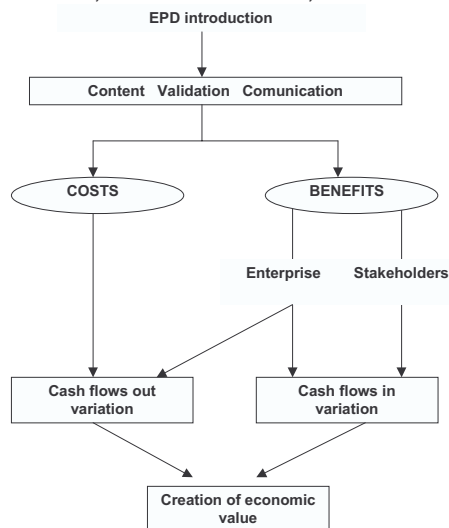 EPD introduction
Content Validation Comunication
COSTS
BENEFITS
Enterprise Stakeholders
Cash flows out
variation
Cash flows in
variation
Creation of economic
value